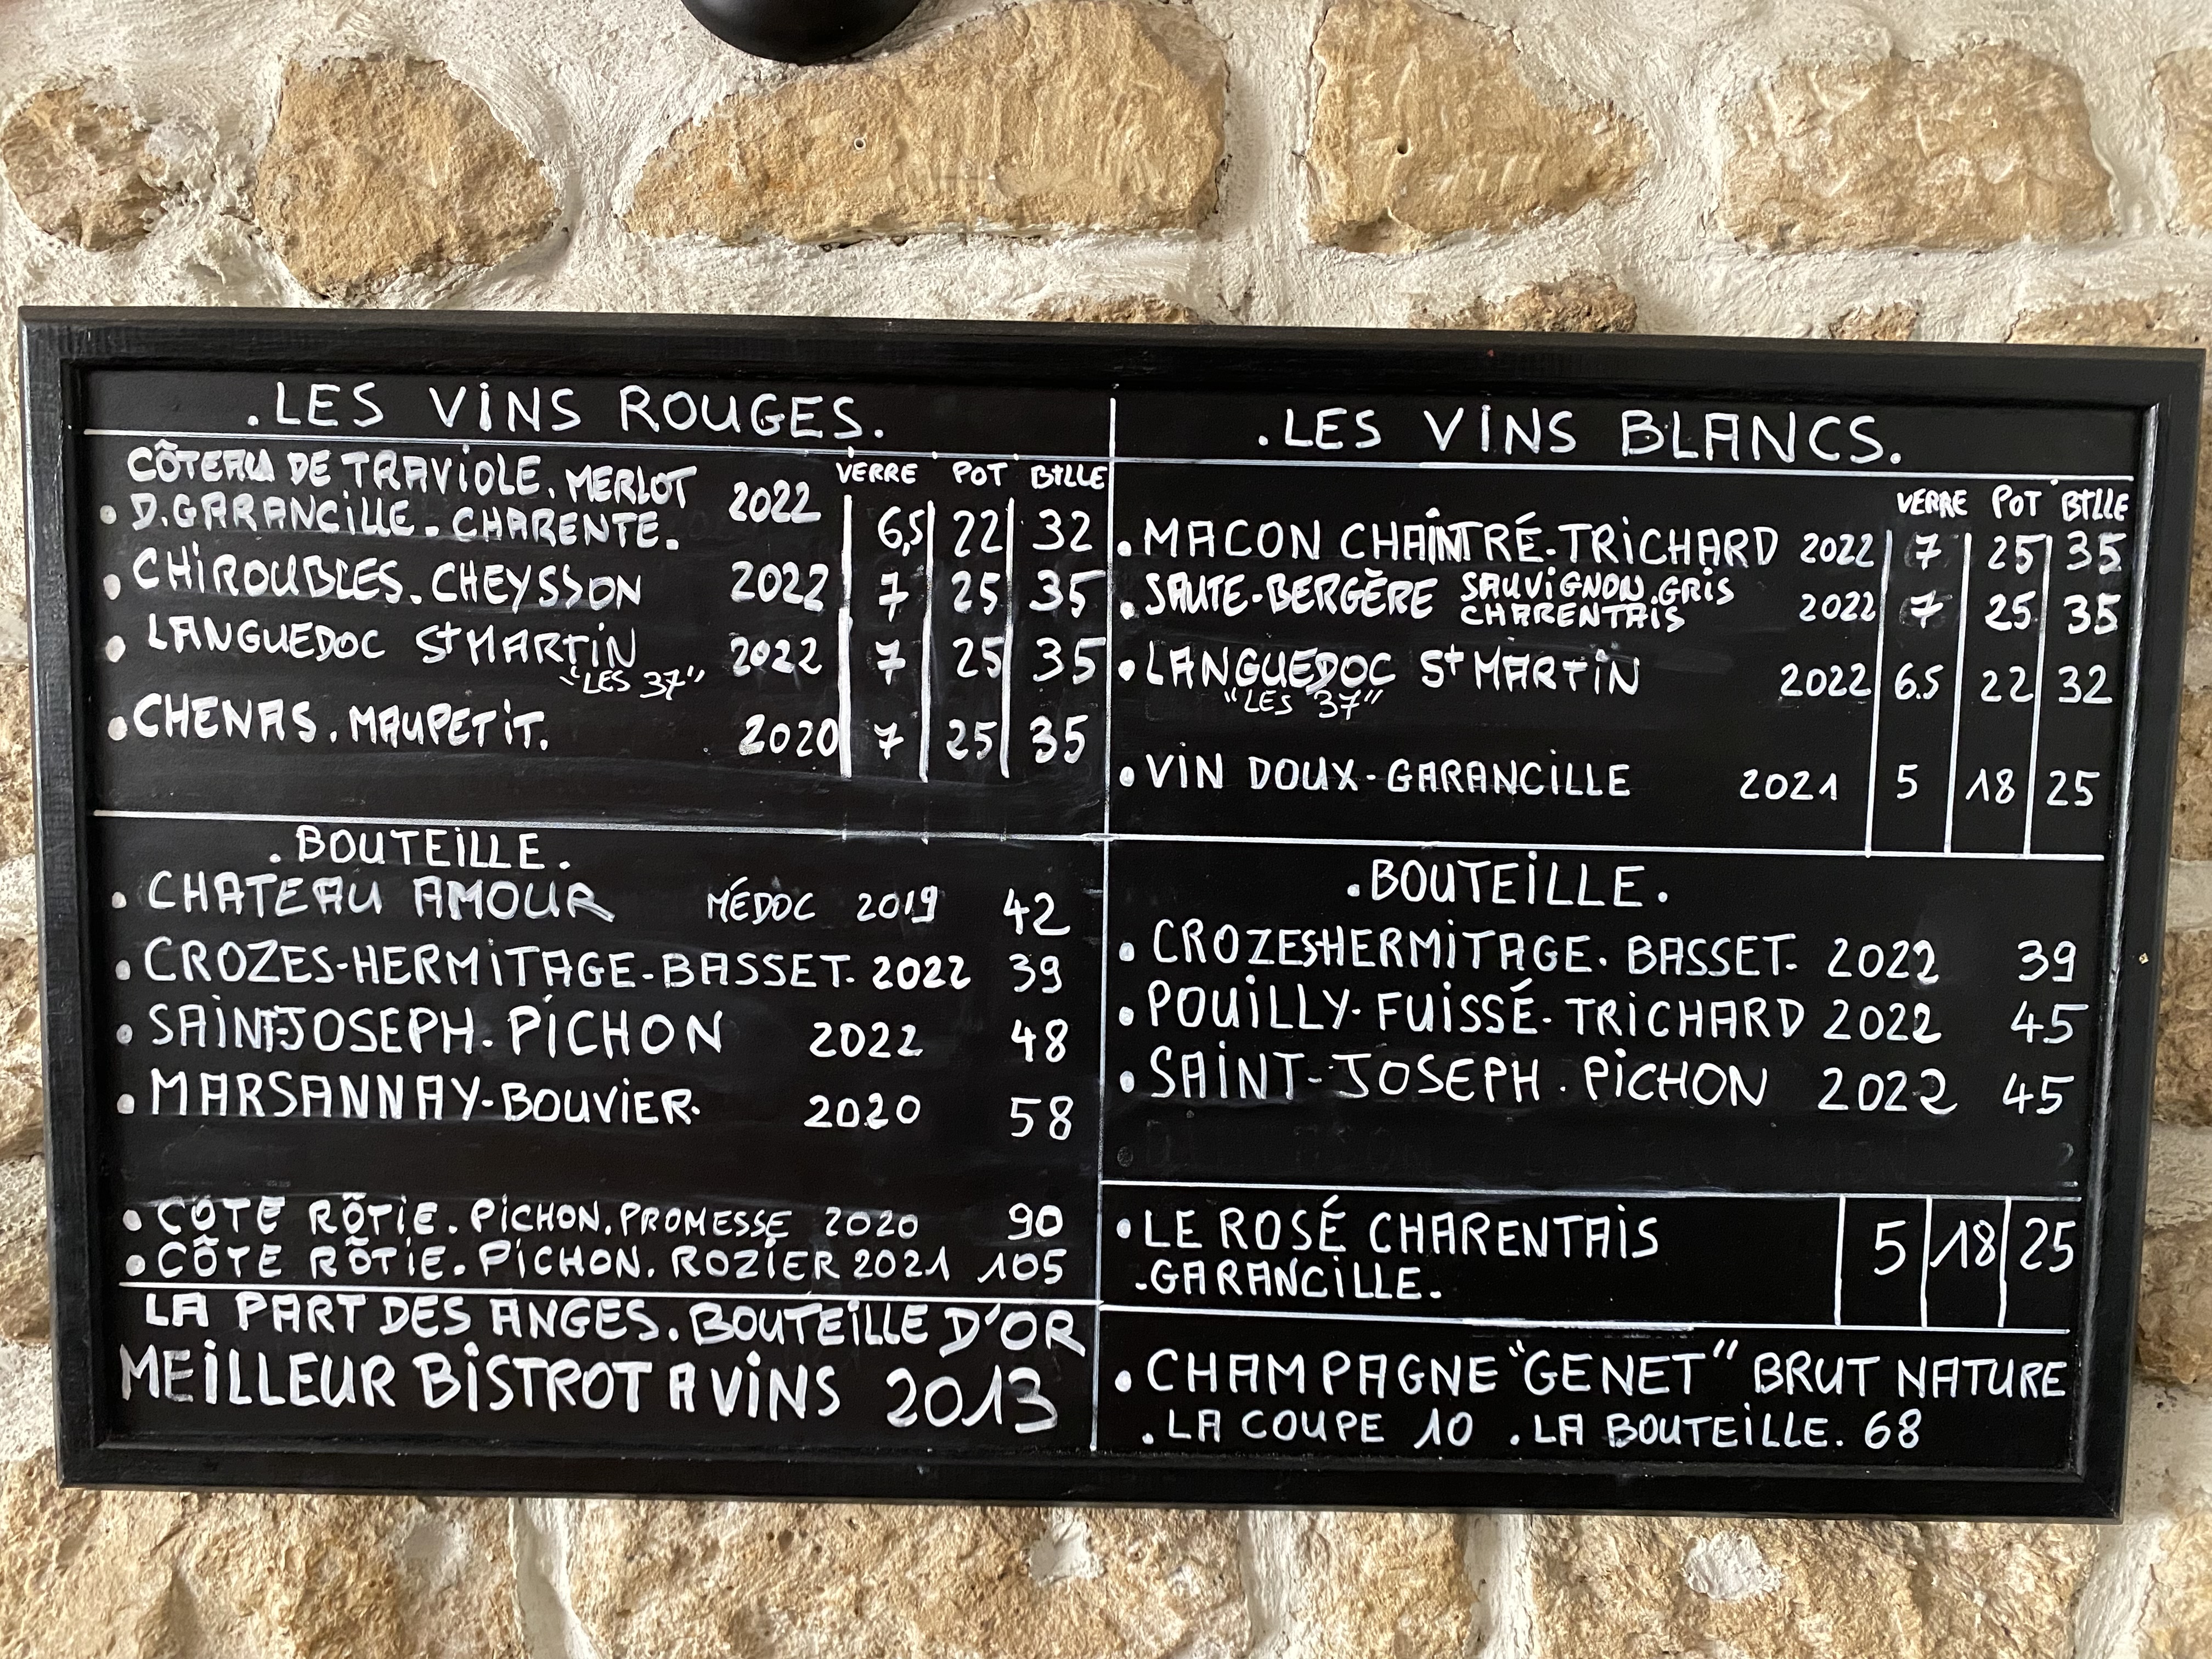 .LES VINS ROUGES.
VERRE POT BTLLE
CÔTEAU DE TRAVIOLE. MERLOT
• D.GARANCILLE. CHARENTE. 2022 6,5 22 32
• CHIROUBLES. CHEYSSON 2022 7 25 35
• LANGUEDOC St MARTIN 2022 7 25 35
"LES 37"
• CHENAS. MAUPETIT. 2020 7 25 35
.BOUTEILLE.
• CHATEAU AMOUR MÉDOC 2019 42
• CROZES-HERMITAGE-BASSET. 2022 39
• SAINT-JOSEPH. PICHON 2022 48
• MARSANNAY-BOUVIER. 2020 58
• CÔTE RÔTIE. PICHON. PROMESSE 2020 90
• CÔTE RÔTIE. PICHON. ROZIER 2021 105
LA PART DES ANGES. BOUTEILLE D'OR
MEILLEUR BISTROT A VINS 2013
.LES VINS BLANCS.
VERRE POT BTLLE
• MACON CHAINTRÉ-TRICHARD 2022 7 25 35
• SAUTE-BERGÈRE SAUVIGNON.GRIS
CHARENTAIS 2022 7 25 35
• LANGUEDOC St MARTIN 2022 6.5 22 32
"LES 37"
• VIN DOUX-GARANCILLE 2021 5 18 25
.BOUTEILLE.
• CROZES-HERMITAGE. BASSET. 2022 39
• POUILLY-FUISSÉ-TRICHARD 2022 45
• SAINT-JOSEPH. PICHON 2022 45
• LE ROSÉ CHARENTAIS 5 18 25
-GARANCILLE.
• CHAMPAGNE "GENET" BRUT NATURE
. LA COUPE 10 . LA BOUTEILLE. 68